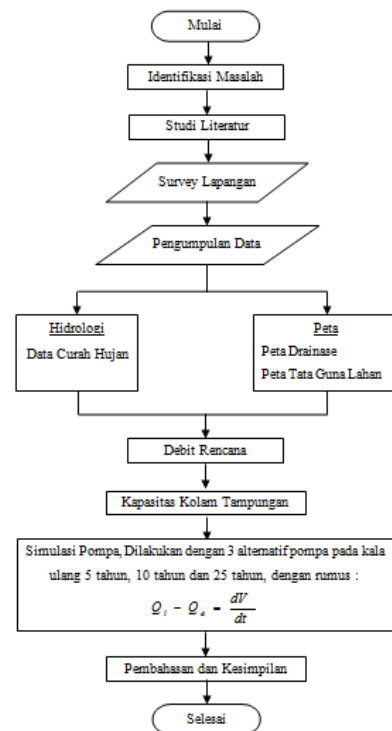 Mulai
Identifikasi Masalah
Studi Literatur
Survey Lapangan
Pengumpulan Data
Hidrologi
Data Curah Hujan
Peta
Peta Drainase
Peta Tata Guna Lahan
Debit Rencana
Kapasitas Kolam Tampungan
Simulasi Pompa, Dilakukan dengan 3 alternatif pompa pada kala
ulang 5 tahun, 10 tahun dan 25 tahun, dengan rumus :
Q_i - Q_o = dV/dt
Pembahasan dan Kesimpilan
Selesai